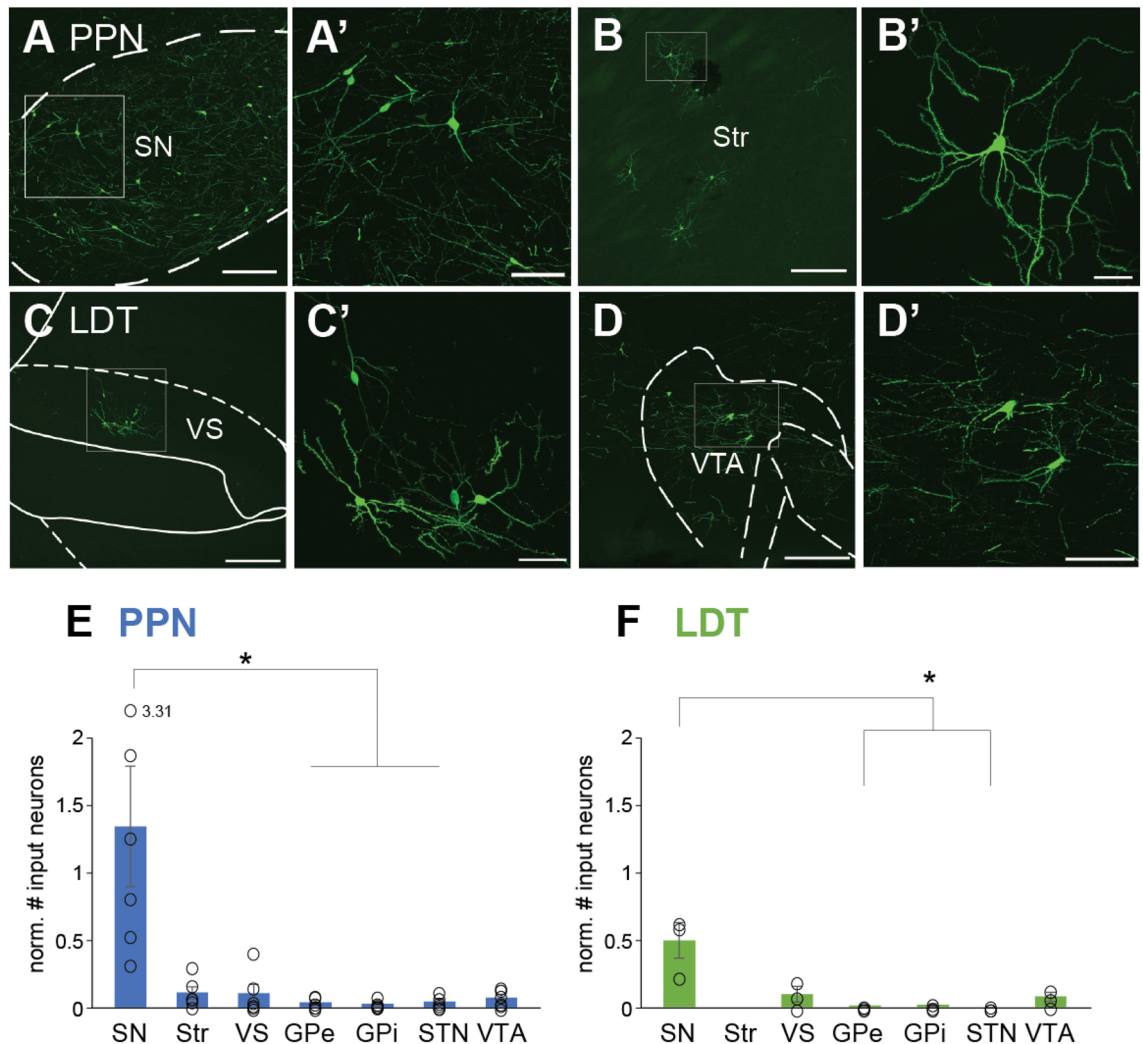 A PPN
A’
B
B’
SN
Str
C LDT
C’
D
D’
VS
VTA
E PPN
F LDT
*
*
3.31
norm. # input neurons
2
1.5
1
0.5
0
SN Str VS GPe GPi STN VTA
norm. # input neurons
2
1.5
1
0.5
0
SN Str VS GPe GPi STN VTA